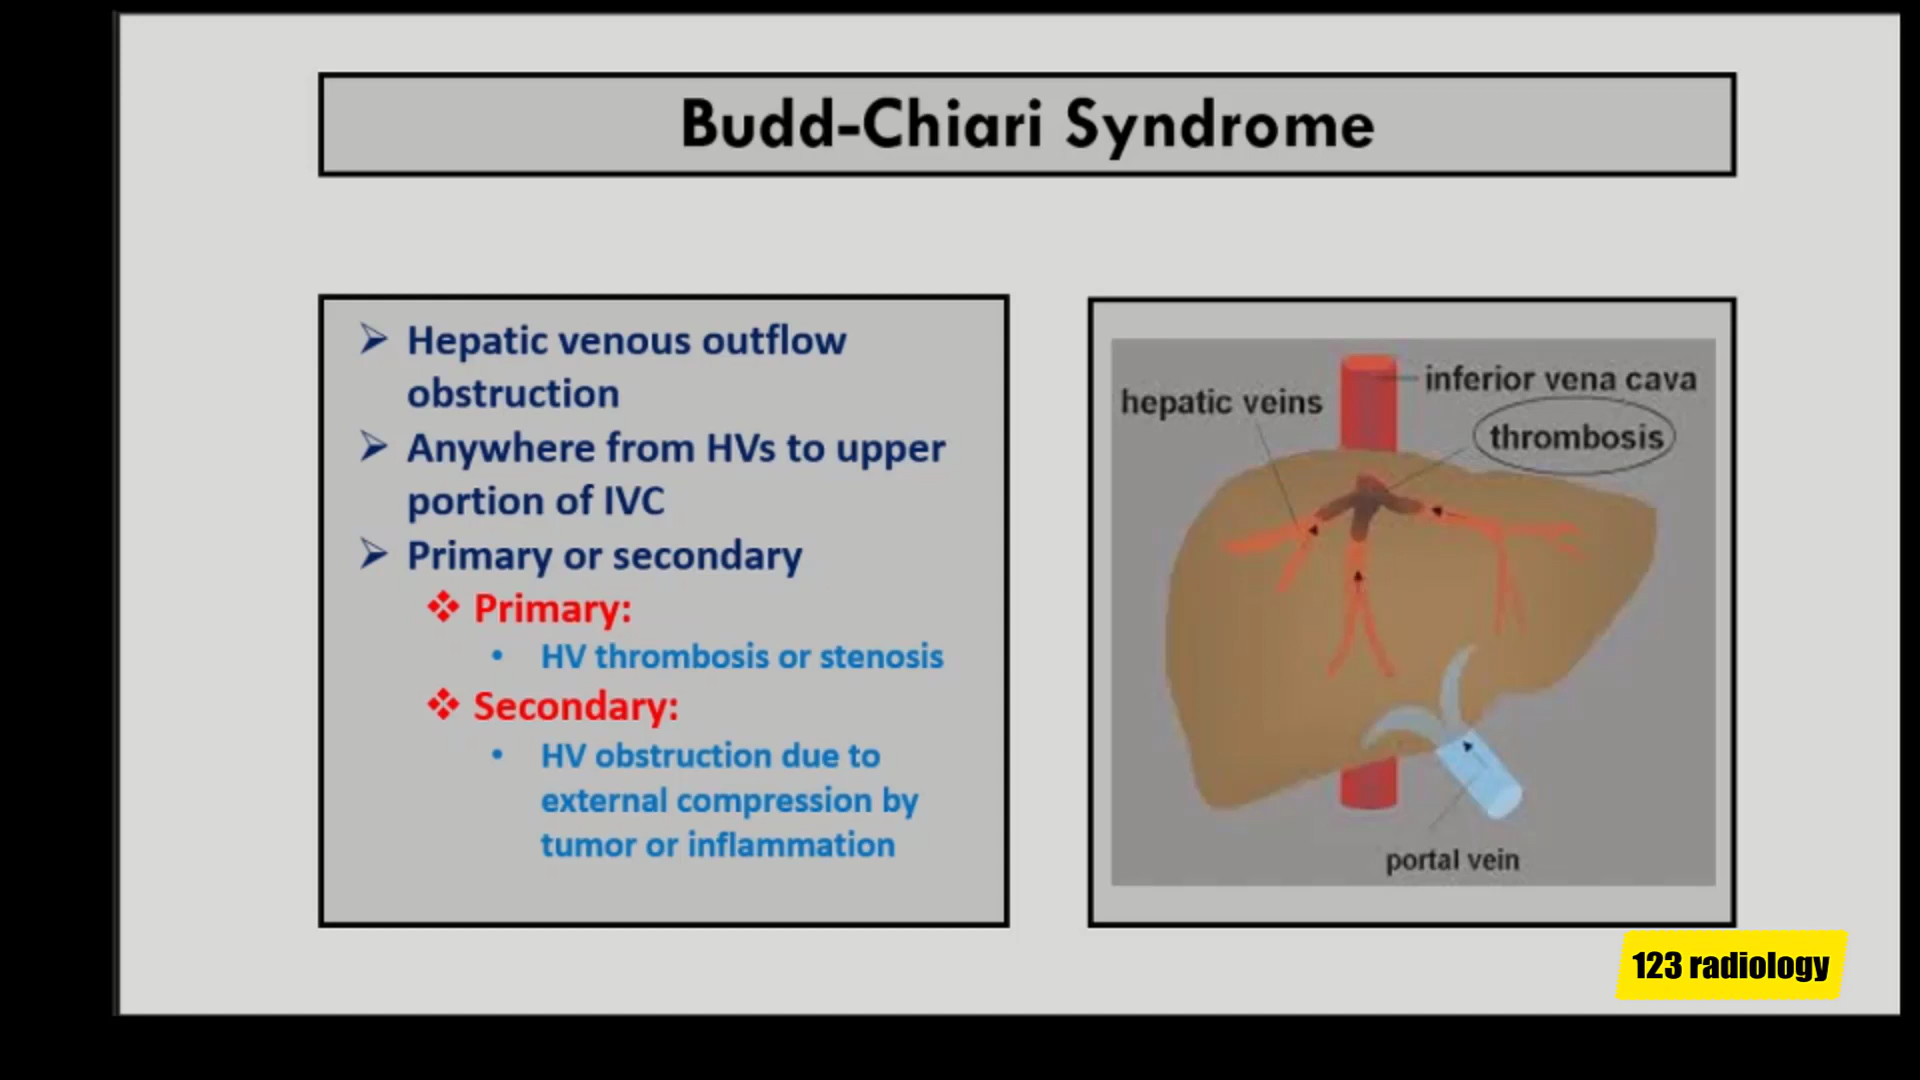 Budd-Chiari Syndrome
➢ Hepatic venous outflow
obstruction
➢ Anywhere from HVs to upper
portion of IVC
➢ Primary or secondary
❖ Primary:
• HV thrombosis or stenosis
❖ Secondary:
• HV obstruction due to
external compression by
tumor or inflammation
inferior vena cava
hepatic veins
thrombosis
portal vein
123 radiology